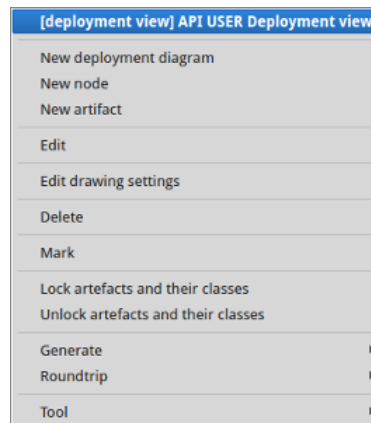 [deployment view] API USER Deployment view
New deployment diagram
New node
New artifact
Edit
Edit drawing settings
Delete
Mark
Lock artefacts and their classes
Unlock artefacts and their classes
Generate
Roundtrip
Tool